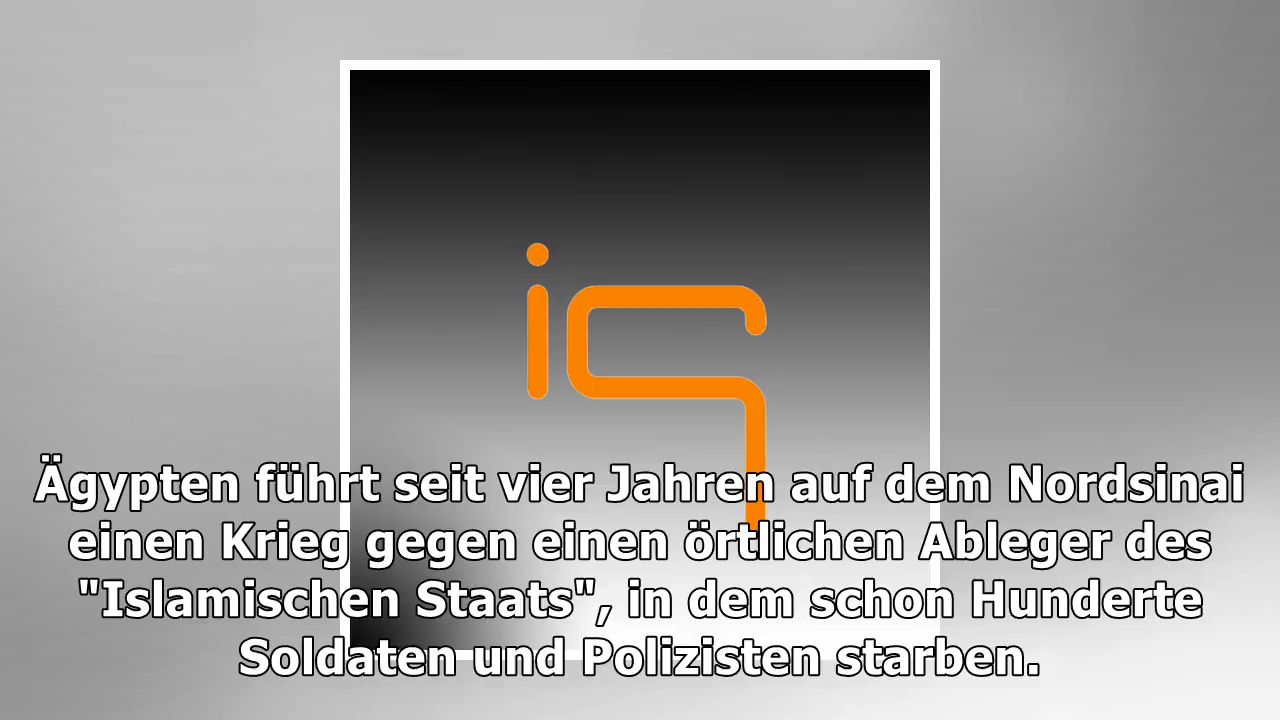 Ägypten führt seit vier Jahren auf dem Nordsinai
einen Krieg gegen einen örtlichen Ableger des
"Islamischen Staats", in dem schon Hunderte
Soldaten und Polizisten starben.